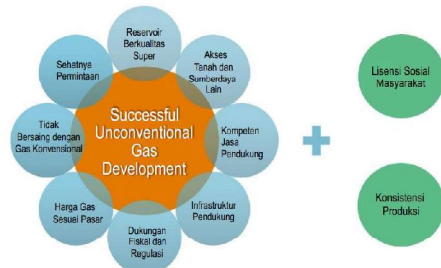 Reservoir
Berkualitas
Super
Akses
Tanah dan
Sumberdaya
Lain
Kompeten
Jasa
Pendukung
Infrastruktur
Pendukung
Dukungan
Fiskal dan
Regulasi
Harga Gas
Sesuai Pasar
Tidak
Bersaing dengan
Gas Konvensional
Sehatnya
Permintaan
Successful
Unconventional
Gas
Development
+
Lisensi Sosial
Masyarakat
Konsistensi
Produksi